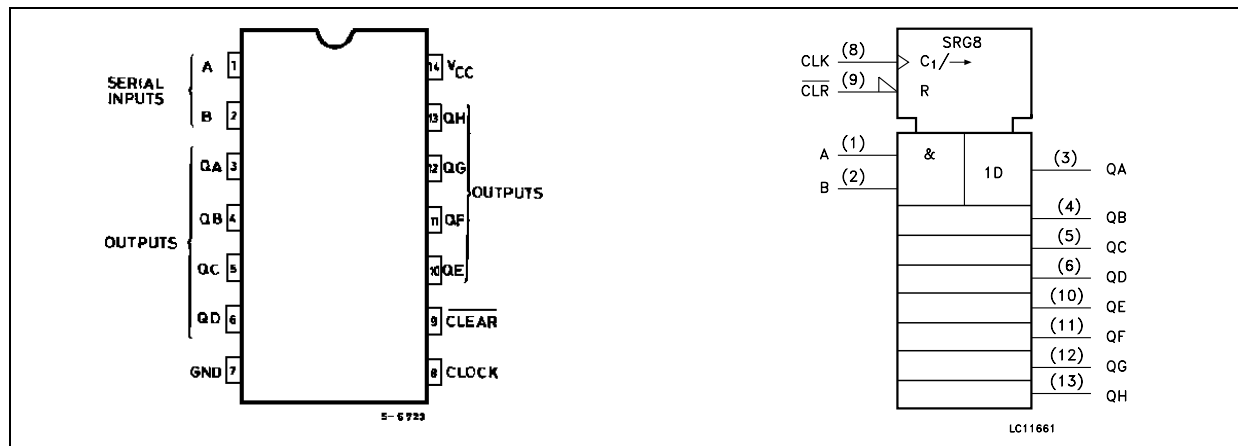 SERIAL
INPUTS
A 1
B 2
QA 3
QB 4
OUTPUTS
QC 5
QD 6
GND 7
14 VCC
13 QH
12 QG
OUTPUTS
11 QF
10 QE
9 CLEAR
8 CLOCK
S-6723
SRG8
CLK (8) C1/→
CLR (9) R
A (1) &
B (2)
1D
(3) QA
(4) QB
(5) QC
(6) QD
(10) QE
(11) QF
(12) QG
(13) QH
LC11661